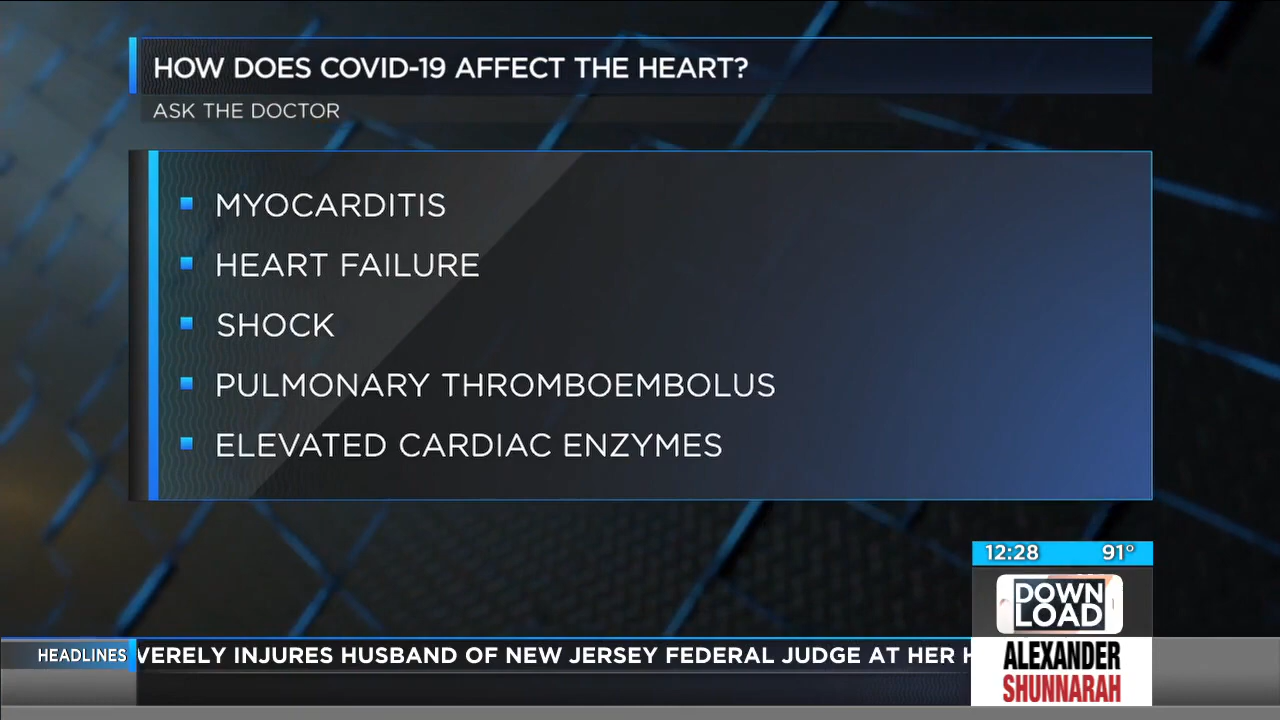 HOW DOES COVID-19 AFFECT THE HEART?
ASK THE DOCTOR
MYOCARDITIS
HEART FAILURE
SHOCK
PULMONARY THROMBOEMBOLUS
ELEVATED CARDIAC ENZYMES
12:28 91°
DOWN
LOAD
HEADLINES VERELY INJURES HUSBAND OF NEW JERSEY FEDERAL JUDGE AT HER H
ALEXANDER
SHUNNARAH